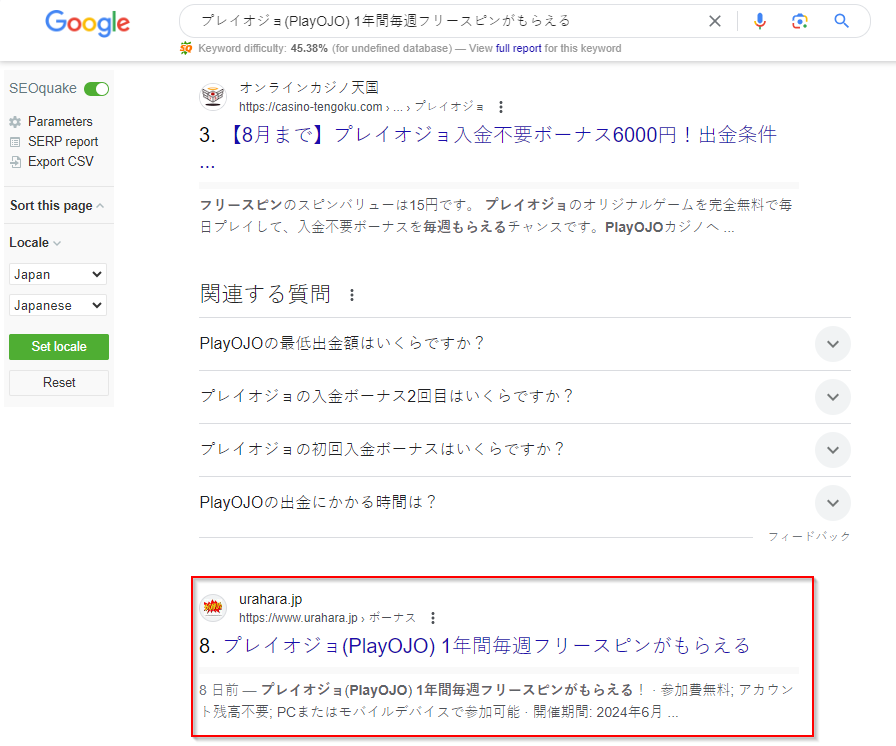 Google
プレイオジョ(PlayOJO) 1年間毎週フリースピンがもらえる
Keyword difficulty: 45.38% (for undefined database) — View full report for this keyword
SEOquake
Parameters
SERP report
Export CSV
Sort this page
Locale
Japan
Japanese
Set locale
Reset
オンラインカジノ天国
https://casino-tengoku.com › ... › プレイオジョ
3. 【8月まで】プレイオジョ入金不要ボーナス6000円！出金条件
...
フリースピンのスピンバリューは15円です。 プレイオジョのオリジナルゲームを完全無料で毎
日プレイして、入金不要ボーナスを毎週もらえるチャンスです。PlayOJOカジノへ ...
関連する質問
PlayOJOの最低出金額はいくらですか？
プレイオジョの入金ボーナス2回目はいくらですか？
プレイオジョの初回入金ボーナスはいくらですか？
PlayOJOの出金にかかる時間は？
フィードバック
urahara.jp
https://www.urahara.jp › ボーナス
8. プレイオジョ(PlayOJO) 1年間毎週フリースピンがもらえる
8 日前 — プレイオジョ(PlayOJO) 1年間毎週フリースピンがもらえる！ · 参加費無料; アカウン
ト残高不要; PCまたはモバイルデバイスで参加可能 · 開催期間: 2024年6月 ...